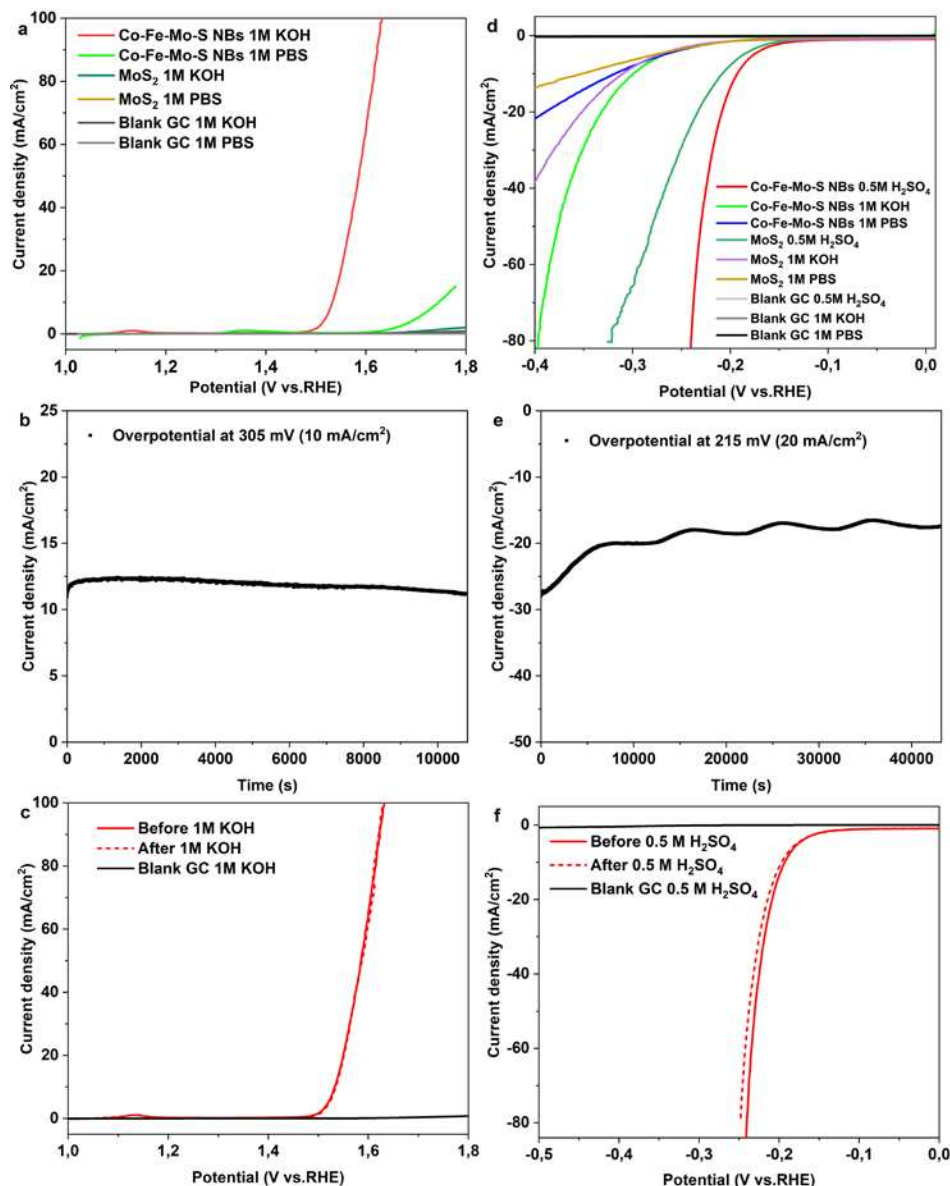 a
Co-Fe-Mo-S NBs 1M KOH
Co-Fe-Mo-S NBs 1M PBS
MoS₂ 1M KOH
MoS₂ 1M PBS
Blank GC 1M KOH
Blank GC 1M PBS
Current density (mA/cm²)
100
80
60
40
20
0
1,0
1,2
1,4
1,6
1,8
Potential (V vs.RHE)
d
Co-Fe-Mo-S NBs 0.5M H₂SO₄
Co-Fe-Mo-S NBs 1M KOH
Co-Fe-Mo-S NBs 1M PBS
MoS₂ 0.5M H₂SO₄
MoS₂ 1M KOH
MoS₂ 1M PBS
Blank GC 0.5M H₂SO₄
Blank GC 1M KOH
Blank GC 1M PBS
Current density (mA/cm²)
0
-20
-40
-60
-80
-0,4
-0,3
-0,2
-0,1
0,0
Potential (V vs.RHE)
b
Overpotential at 305 mV (10 mA/cm²)
Current density (mA/cm²)
25
20
15
10
5
0
0
2000
4000
6000
8000
10000
Time (s)
e
Overpotential at 215 mV (20 mA/cm²)
Current density (mA/cm²)
0
-10
-20
-30
-40
-50
0
10000
20000
30000
40000
Time (s)
c
Before 1M KOH
After 1M KOH
Blank GC 1M KOH
Current density (mA/cm²)
100
80
60
40
20
0
1,0
1,2
1,4
1,6
1,8
Potential (V vs.RHE)
f
Before 0.5 M H₂SO₄
After 0.5 M H₂SO₄
Blank GC 0.5 M H₂SO₄
Current density (mA/cm²)
0
-20
-40
-60
-80
-0,5
-0,4
-0,3
-0,2
-0,1
0,0
Potential (V vs.RHE)